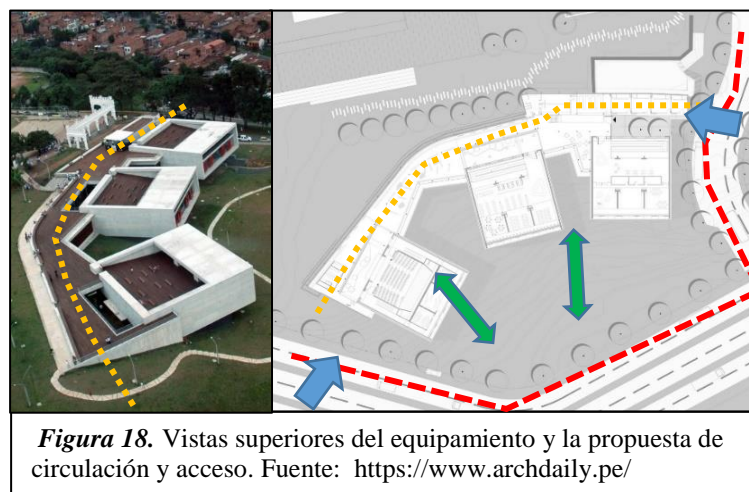 Figura 18. Vistas superiores del equipamiento y la propuesta de
circulación y acceso. Fuente: https://www.archdaily.pe/